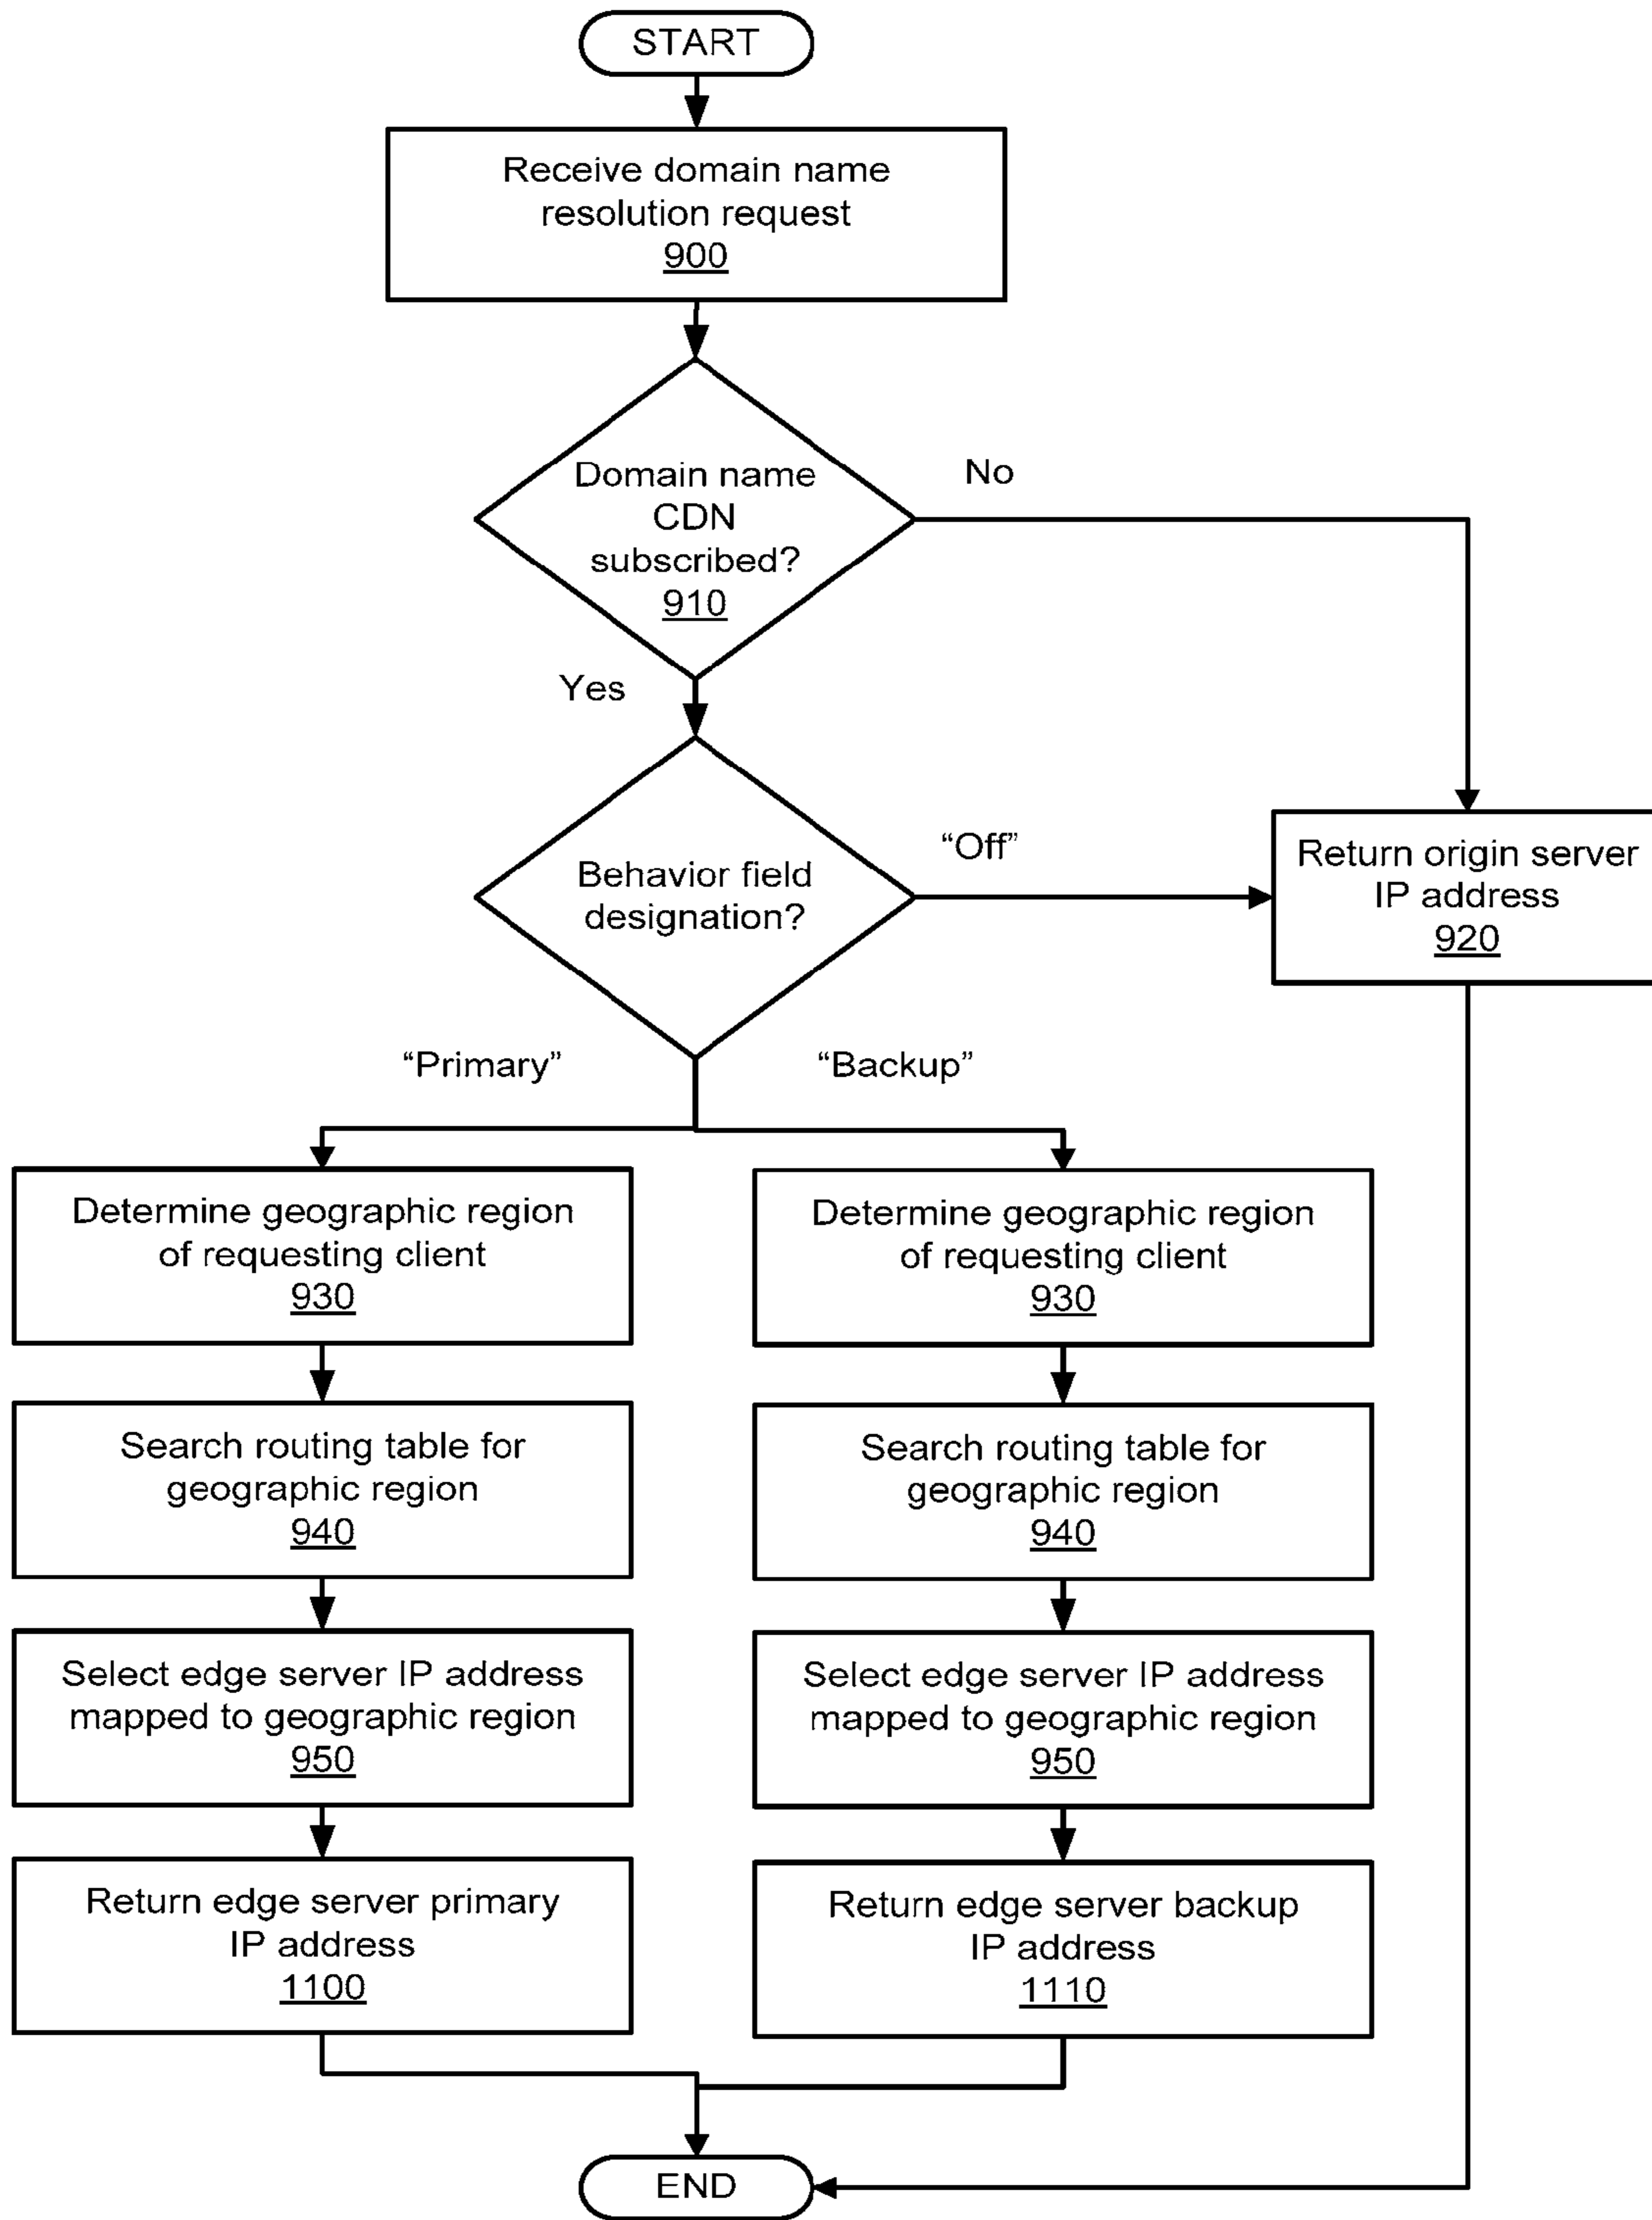 START
Receive domain name
resolution request
900
Domain name
CDN
subscribed?
910
No
Yes
Behavior field
designation?
“Off”
Return origin server
IP address
920
“Primary”
“Backup”
Determine geographic region
of requesting client
930
Search routing table for
geographic region
940
Select edge server IP address
mapped to geographic region
950
Return edge server primary
IP address
1100
Determine geographic region
of requesting client
930
Search routing table for
geographic region
940
Select edge server IP address
mapped to geographic region
950
Return edge server backup
IP address
1110
END